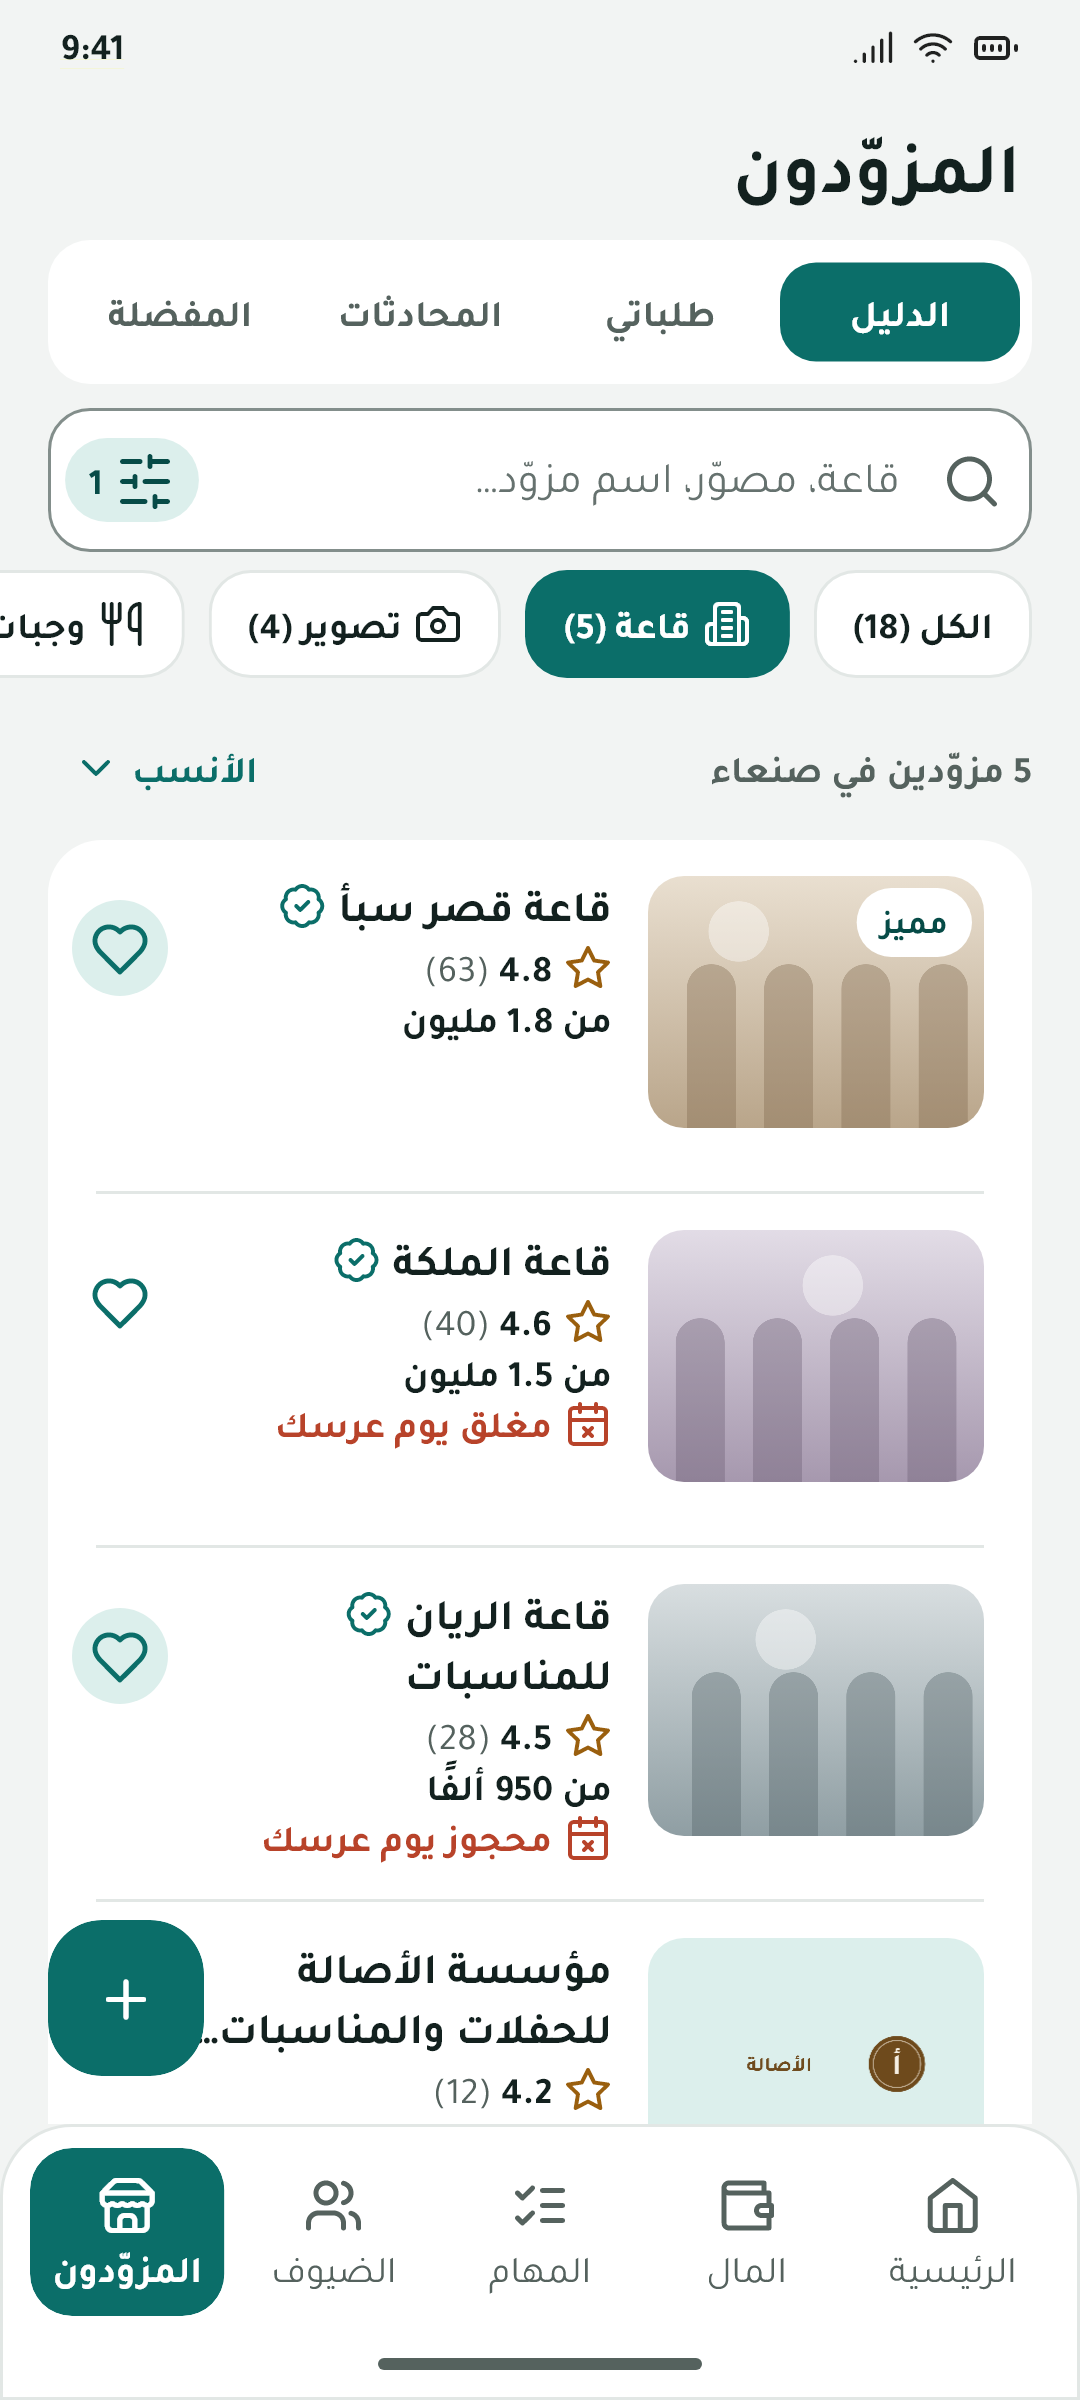 9:41
المزوّدون
الدليل
طلباتي
المحادثات
المفضلة
قاعة، مصوّر، اسم مزوّد...
1
الكل (18)
قاعة (5)
تصوير (4)
وجبات
5 مزوّدين في صنعاء
الأنسب
مميز
قاعة قصر سبأ
4.8 (63)
من 1.8 مليون
قاعة الملكة
4.6 (40)
من 1.5 مليون
مغلق يوم عرسك
قاعة الريان
للمناسبات
4.5 (28)
من 950 ألفًا
محجوز يوم عرسك
أ
الأصالة
مؤسسة الأصالة
للحفلات والمناسبات...
4.2 (12)
الرئيسية
المال
المهام
الضيوف
المزوّدون